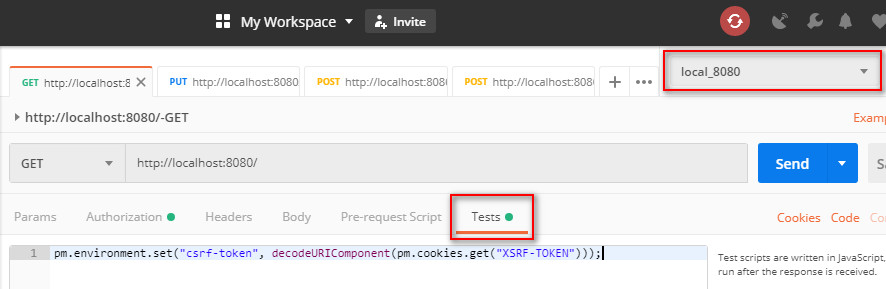 My Workspace Invite
GET http://localhost:8 PUT http://localhost:8080 POST http://localhost:808 POST http://localhost:808 local_8080
http://localhost:8080/-GET Examp
GET http://localhost:8080/ Send Sa
Params Authorization Headers Body Pre-request Script Tests Cookies Code Com
1 pm.environment.set("csrf-token", decodeURIComponent(pm.cookies.get("XSRF-TOKEN")));
Test scripts are written in JavaScript,
run after the response is received.